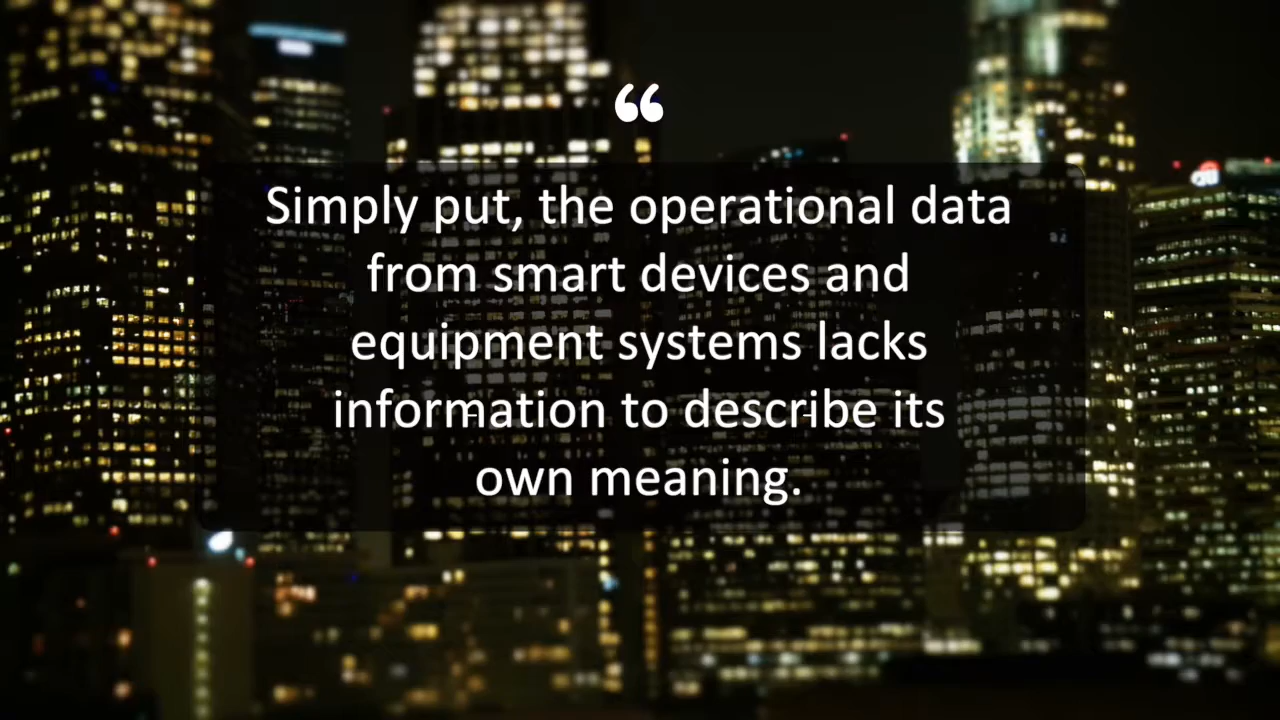 “
Simply put, the operational data
from smart devices and
equipment systems lacks
information to describe its
own meaning.